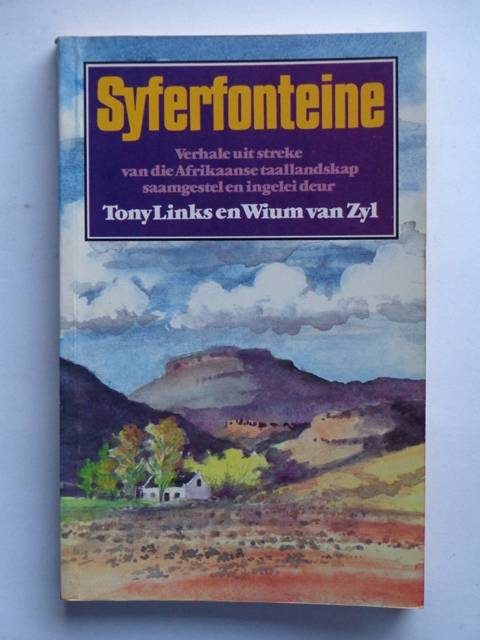 Syferfonteine
Verhale uit streke
van die Afrikaanse taallandskap
saamgestel en ingelei deur
Tony Links en Wium van Zyl